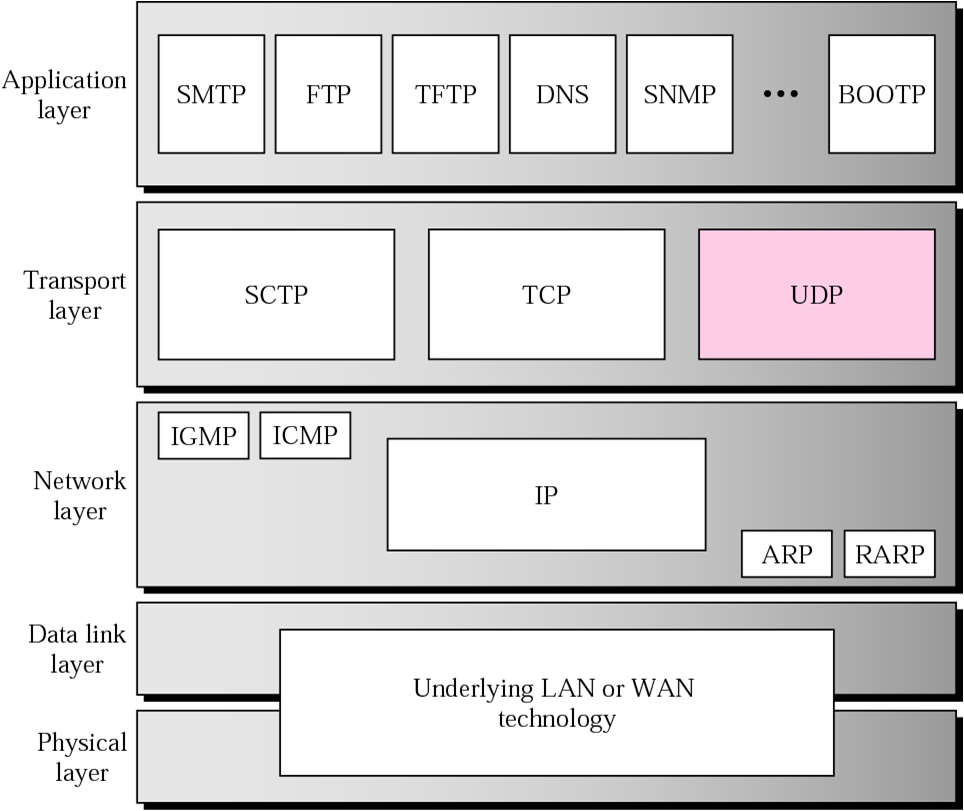 Application
layer
SMTP
FTP
TFTP
DNS
SNMP
•••
BOOTP
Transport
layer
SCTP
TCP
UDP
Network
layer
IGMP
ICMP
IP
ARP
RARP
Data link
layer
Underlying LAN or WAN
technology
Physical
layer